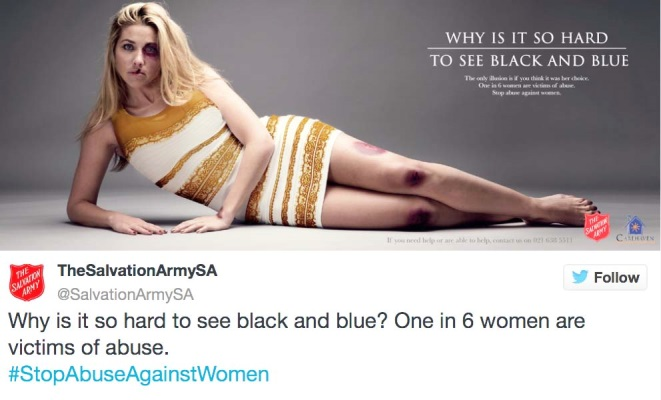 WHY IS IT SO HARD
TO SEE BLACK AND BLUE
The only illusion is if you think it was her choice.
One in 6 women are victims of abuse.
Stop abuse against women.
If you need help or are able to help, contact us on 021 638 5511
THE
SALVATION
ARMY
THE
SALVATION
ARMY
TheSalvationArmySA
@SalvationArmySA
Follow
Why is it so hard to see black and blue? One in 6 women are
victims of abuse.
#StopAbuseAgainstWomen